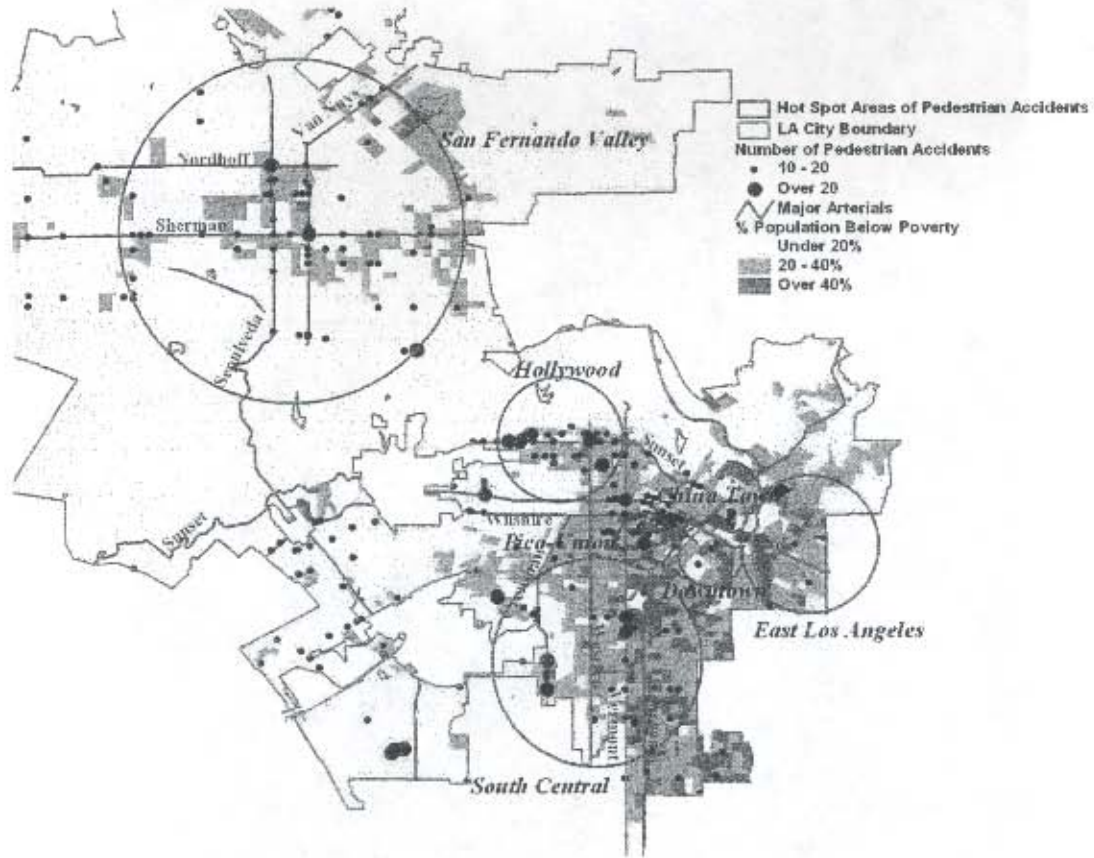 Van Nuys
San Fernando Valley
Nordhoff
Sherman
Sepulveda
Hot Spot Areas of Pedestrian Accidents
LA City Boundary
Number of Pedestrian Accidents
10 - 20
Over 20
Major Arterials
% Population Below Poverty
Under 20%
20 - 40%
Over 40%
Hollywood
Sunset
China Town
Sunset
Wilshire
Pico-Union
Downtown
East Los Angeles
Vermont
South Central